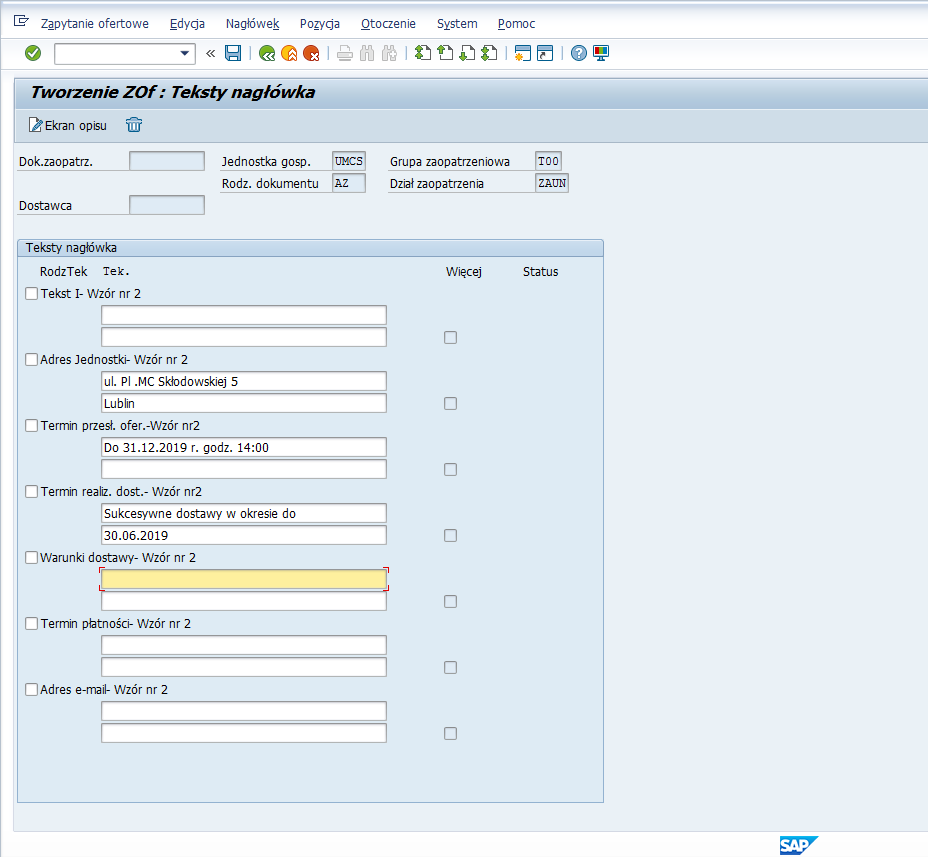 Zapytanie ofertowe Edycja Nagłówek Pozycja Otoczenie System Pomoc
Tworzenie ZOf : Teksty nagłówka
Ekran opisu
Dok.zaopatrz. Jednostka gosp. UMCS Grupa zaopatrzeniowa T00
Rodz. dokumentu AZ Dział zaopatrzenia ZAUN
Dostawca
Teksty nagłówka
RodzTek Tek. Więcej Status
Tekst I- Wzór nr 2
Adres Jednostki- Wzór nr 2
ul. Pl .MC Skłodowskiej 5
Lublin
Termin przesł. ofer.-Wzór nr2
Do 31.12.2019 r. godz. 14:00
Termin realiz. dost.- Wzór nr2
Sukcesywne dostawy w okresie do
30.06.2019
Warunki dostawy- Wzór nr 2
Termin płatności- Wzór nr 2
Adres e-mail- Wzór nr 2
SAP